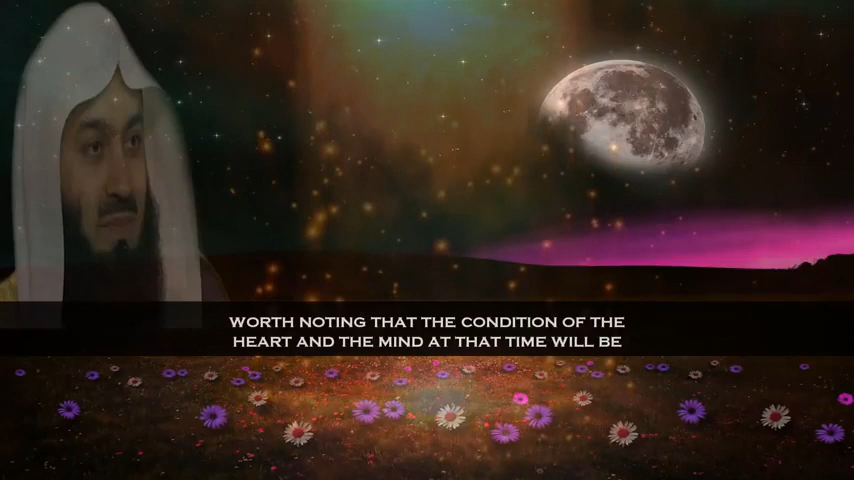 WORTH NOTING THAT THE CONDITION OF THE
HEART AND THE MIND AT THAT TIME WILL BE